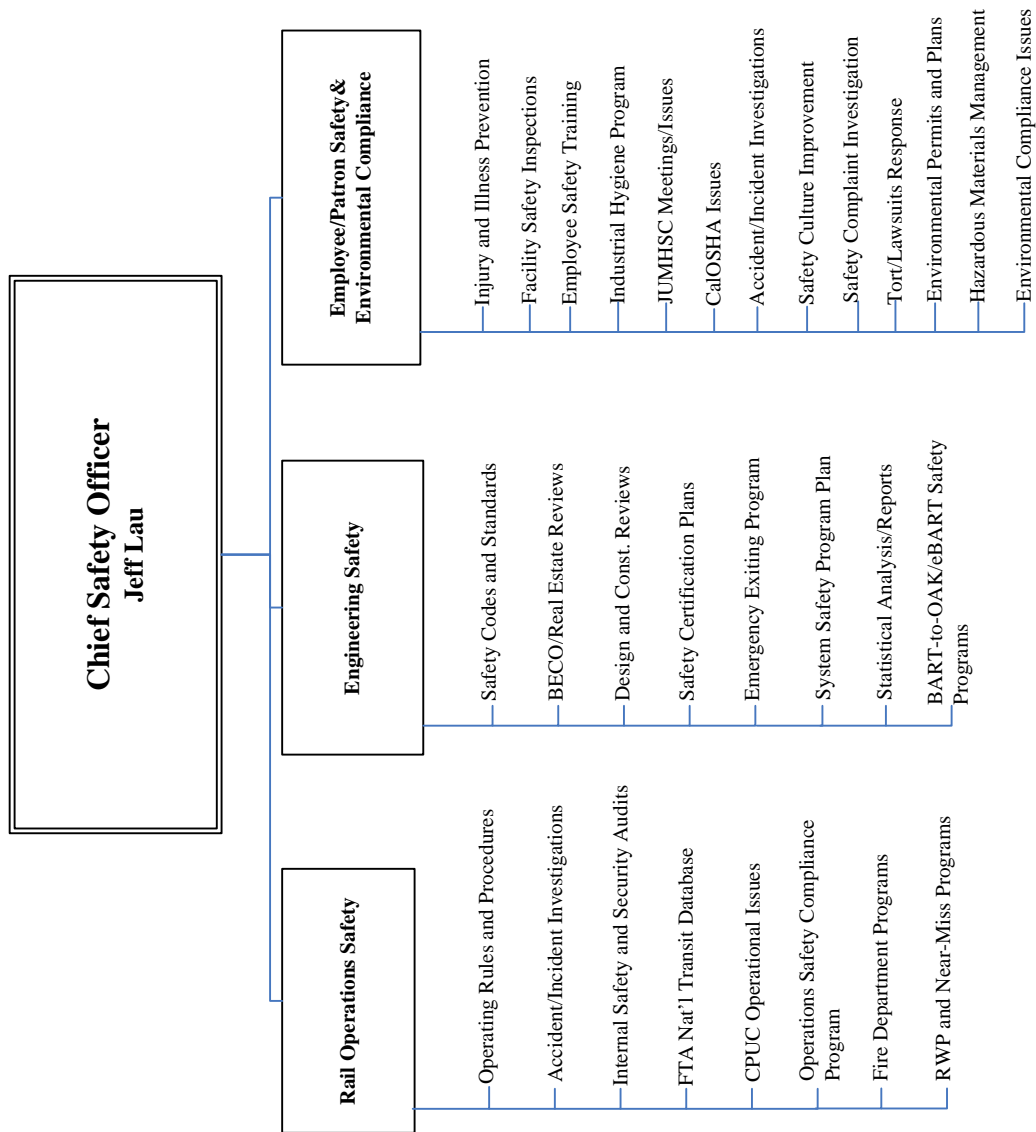 Chief Safety Officer
Jeff Lau
Rail Operations Safety
Operating Rules and Procedures
Accident/Incident Investigations
Internal Safety and Security Audits
FTA Nat’l Transit Database
CPUC Operational Issues
Operations Safety Compliance
Program
Fire Department Programs
RWP and Near-Miss Programs
Engineering Safety
Safety Codes and Standards
BECO/Real Estate Reviews
Design and Const. Reviews
Safety Certification Plans
Emergency Exiting Program
System Safety Program Plan
Statistical Analysis/Reports
BART-to-OAK/eBART Safety
Programs
Employee/Patron Safety&
Environmental Compliance
Injury and Illness Prevention
Facility Safety Inspections
Employee Safety Training
Industrial Hygiene Program
JUMHSC Meetings/Issues
CalOSHA Issues
Accident/Incident Investigations
Safety Culture Improvement
Safety Complaint Investigation
Tort/Lawsuits Response
Environmental Permits and Plans
Hazardous Materials Management
Environmental Compliance Issues